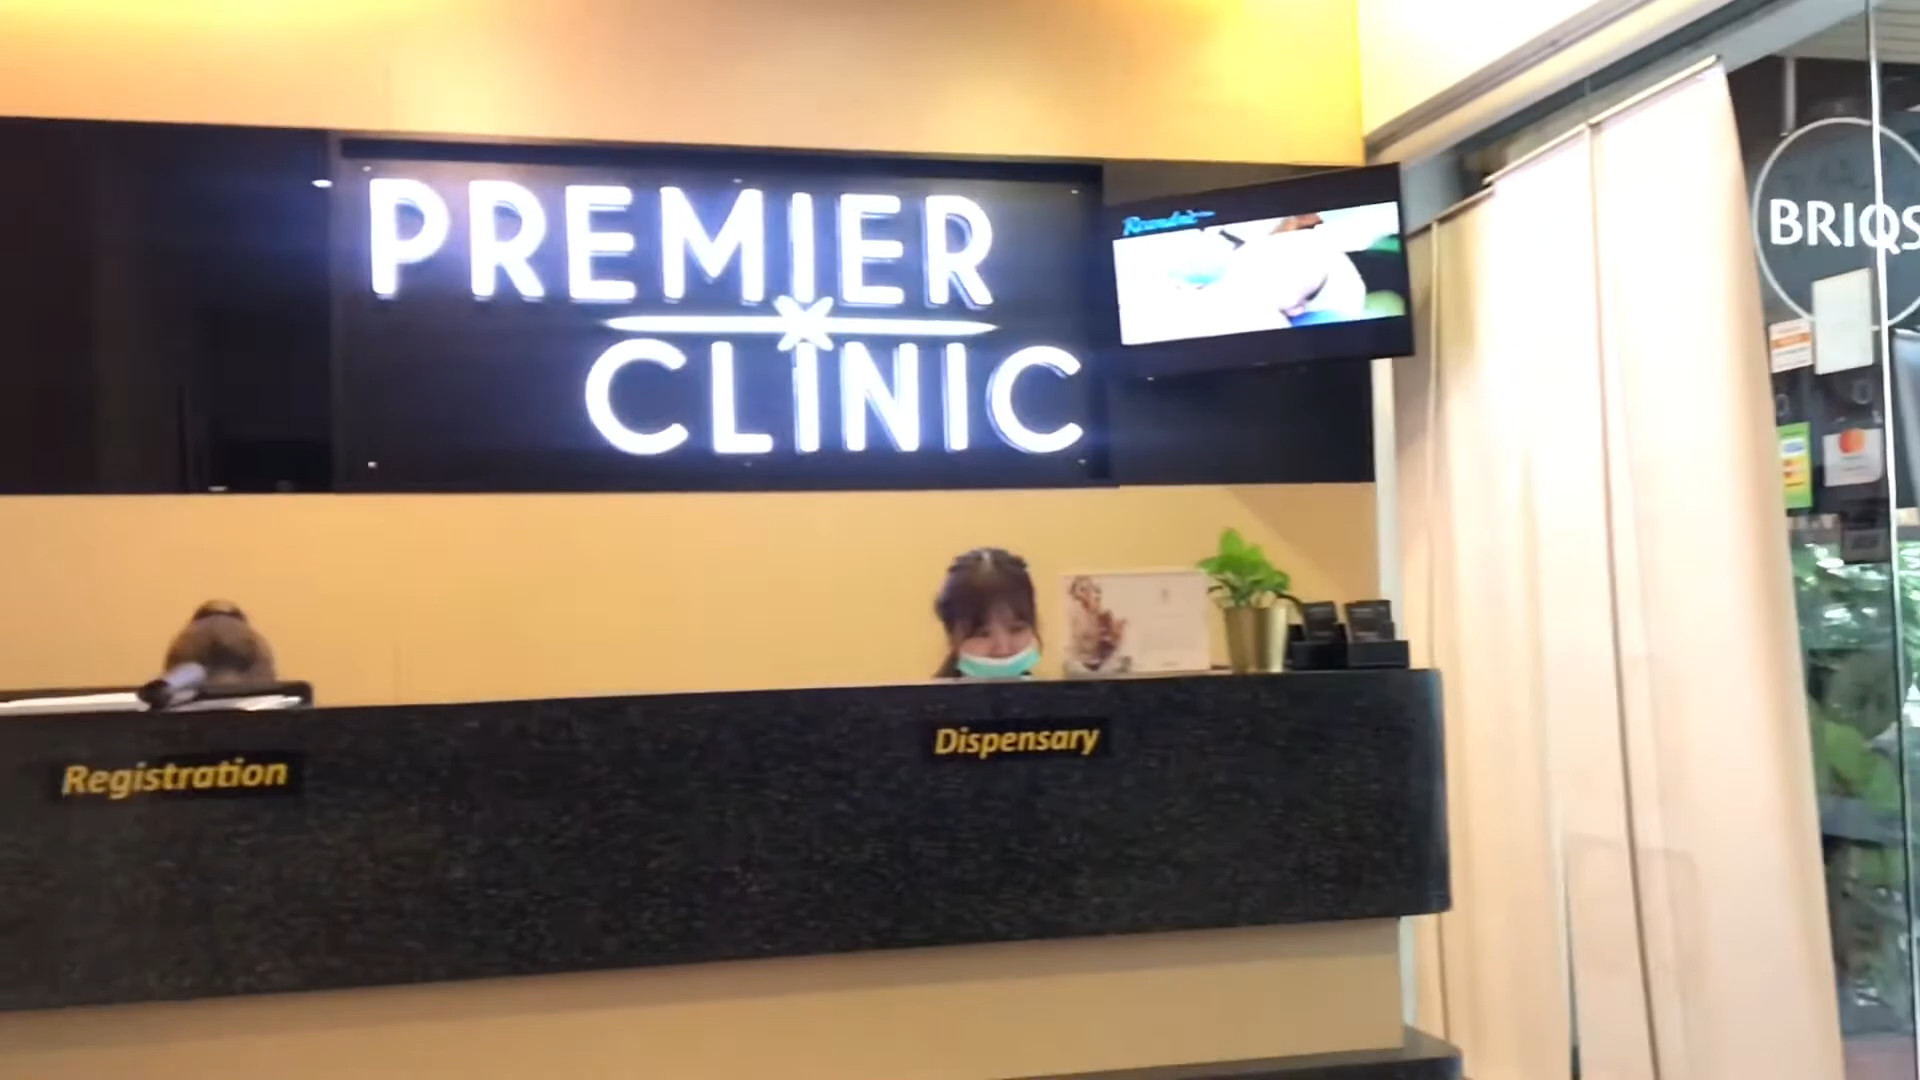 PREMIER
CLINIC
BRIQS
Registration
Dispensary